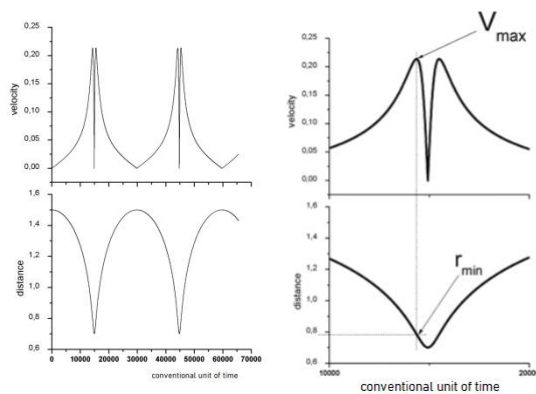 0,25
0,20
0,15
0,10
0,05
0,00
velocity
1,6
1,4
1,2
1,0
0,8
0,6
distance
0 10000 20000 30000 40000 50000 60000 70000
conventional unit of time
V max
0,25
0,20
0,15
0,10
0,05
0,00
velocity
r min
1,4
1,2
1,0
0,8
0,6
distance
10000 2000
conventional unit of time